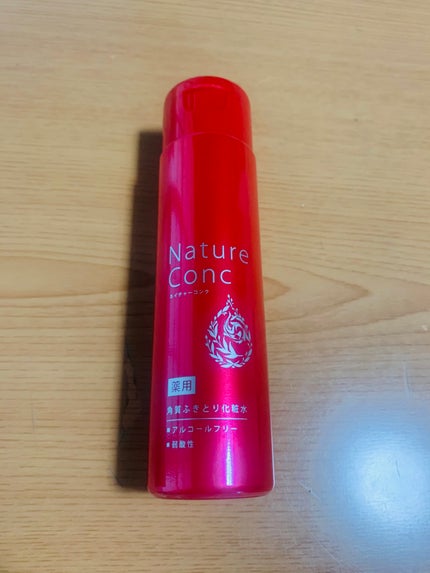 Nature
Conc
ネイチャーコンク
薬用
角質ふきとり化粧水
■アルコールフリー
■弱酸性